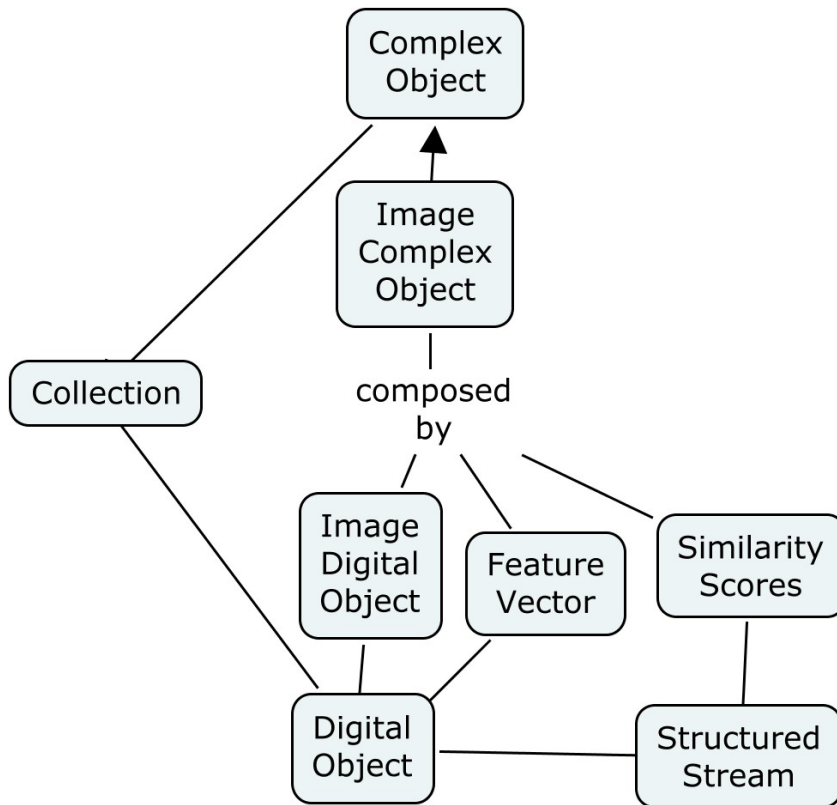 Complex
Object
Image
Complex
Object
Collection
composed
by
Image
Digital
Object
Feature
Vector
Similarity
Scores
Digital
Object
Structured
Stream